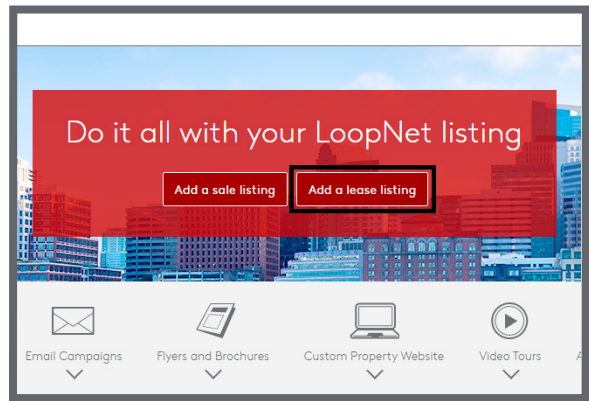 Do it all with your LoopNet listing
Add a sale listing Add a lease listing
Email Campaigns Flyers and Brochures Custom Property Website Video Tours